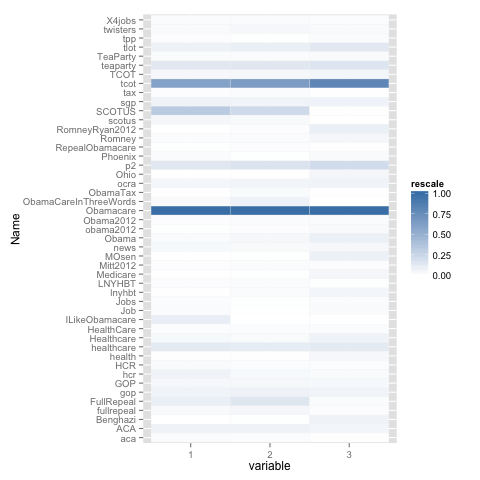 X4jobs
twisters
tpp
tlot
TeaParty
teaparty
TCOT
tcot
tax
sgp
SCOTUS
scotus
RomneyRyan2012
Romney
RepealObamacare
Phoenix
p2
Ohio
ocra
ObamaTax
ObamaCareInThreeWords
Obamacare
Obama2012
obama2012
Obama
news
MOsen
Mitt2012
Medicare
LNYHBT
lnyhbt
Jobs
Job
ILikeObamacare
HealthCare
Healthcare
healthcare
health
HCR
hcr
GOP
gop
FullRepeal
fullrepeal
Benghazi
ACA
aca
Name
1 2 3
variable
rescale
1.00
0.75
0.50
0.25
0.00